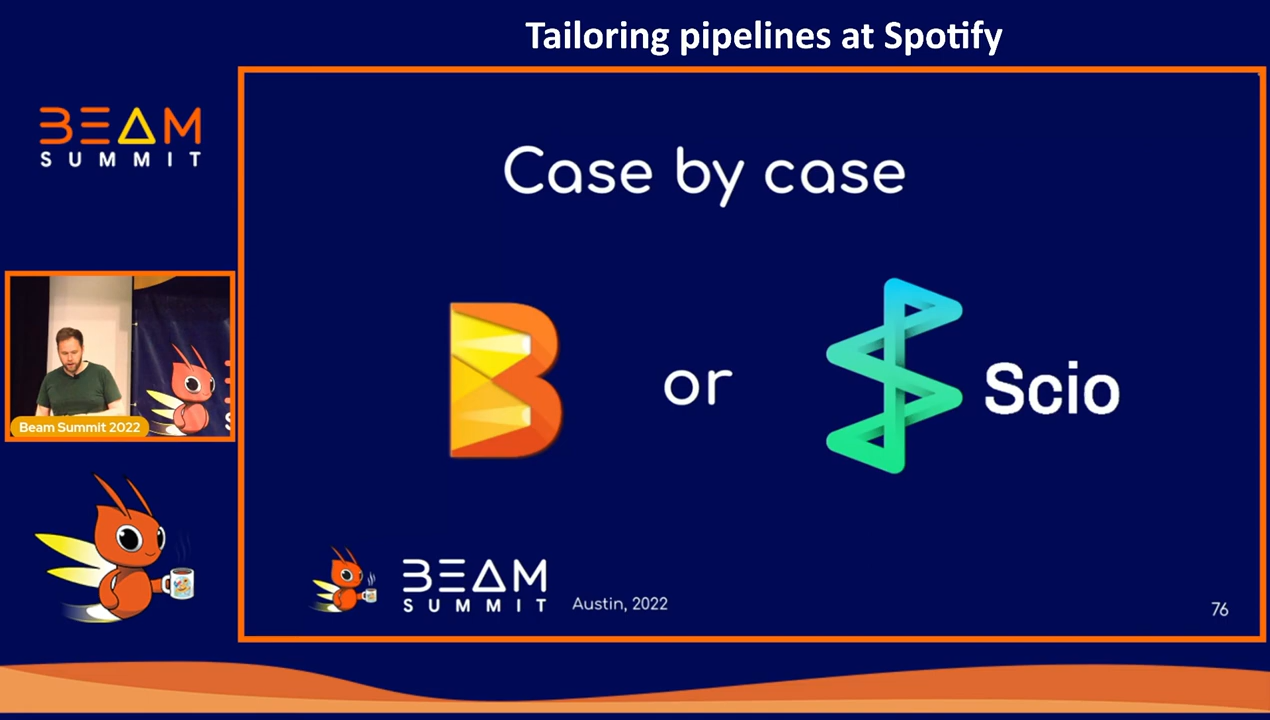 Tailoring pipelines at Spotify
BEAM
SUMMIT
Case by case
or
Scio
Beam Summit 2022
BEAM
SUMMIT
Austin, 2022
76